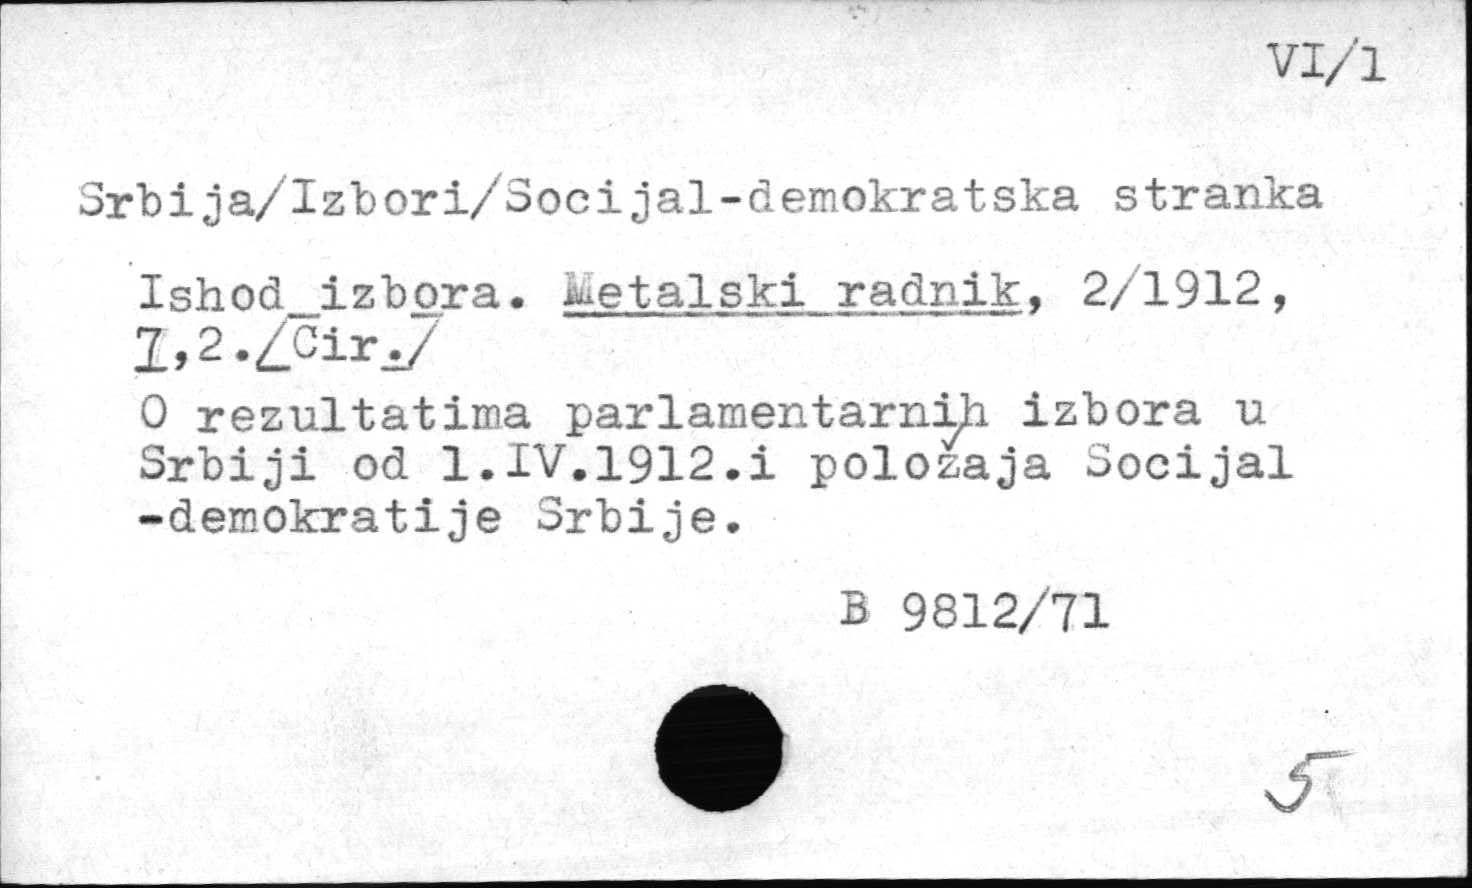 VI/1
Srbija/Izbori/Socijal-demokratska stranka
Ishod izbora. Metalski radnik, 2/1912,
7,2./Cir./
O rezultatima parlamentarnih izbora u
Srbiji od 1.IV.1912.i položaja Socijal
-demokratije Srbije.
B 9812/71
5